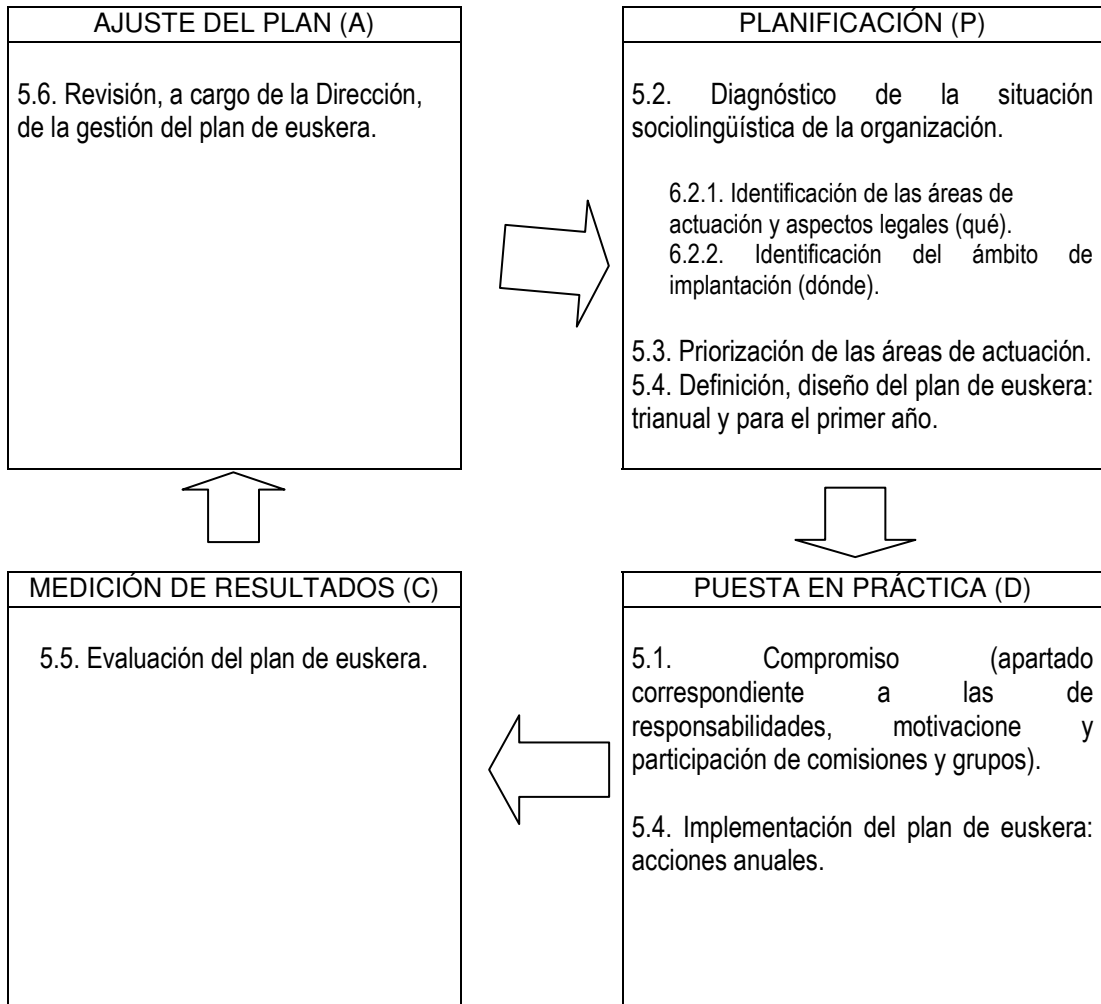 AJUSTE DEL PLAN (A)
5.6. Revisión, a cargo de la Dirección,
de la gestión del plan de euskera.
PLANIFICACIÓN (P)
5.2. Diagnóstico de la situación
sociolingüística de la organización.
6.2.1. Identificación de las áreas de
actuación y aspectos legales (qué).
6.2.2. Identificación del ámbito de
implantación (dónde).
5.3. Priorización de las áreas de actuación.
5.4. Definición, diseño del plan de euskera:
trianual y para el primer año.
MEDICIÓN DE RESULTADOS (C)
5.5. Evaluación del plan de euskera.
PUESTA EN PRÁCTICA (D)
5.1. Compromiso (apartado
correspondiente a las de
responsabilidades, motivacione y
participación de comisiones y grupos).
5.4. Implementación del plan de euskera:
acciones anuales.